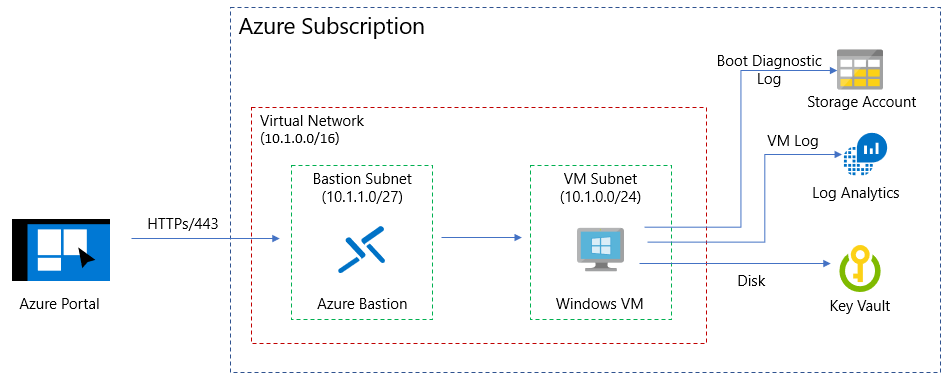 Azure Subscription
Boot Diagnostic
Log
Storage Account
Virtual Network
(10.1.0.0/16)
VM Log
Log Analytics
Bastion Subnet
(10.1.1.0/27)
VM Subnet
(10.1.0.0/24)
HTTPs/443
Azure Portal
Azure Bastion
Windows VM
Disk
Key Vault